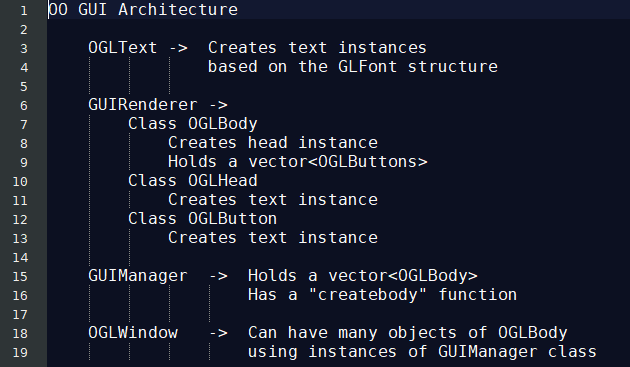 1 OO GUI Architecture
2
3 OGLText -> Creates text instances
4 based on the GLFont structure
5
6 GUIRenderer ->
7 Class OGLBody
8 Creates head instance
9 Holds a vector<OGLButtons>
10 Class OGLHead
11 Creates text instance
12 Class OGLButton
13 Creates text instance
14
15 GUIManager -> Holds a vector<OGLBody>
16 Has a "createbody" function
17
18 OGLWindow -> Can have many objects of OGLBody
19 using instances of GUIManager class